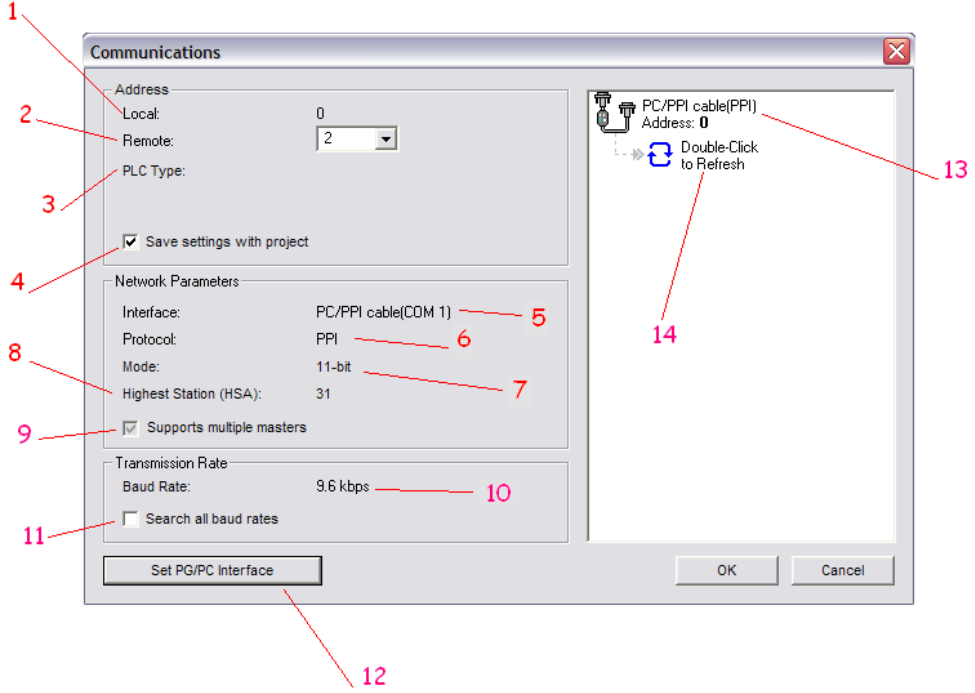 1
Communications
Address
Local: 0
2
Remote: 2
PLC Type:
3
Save settings with project
4
Network Parameters
Interface: PC/PPI cable(COM 1)
5
Protocol: PPI
6
8
Mode: 11-bit
7
Highest Station (HSA): 31
9
Supports multiple masters
Transmission Rate
Baud Rate: 9.6 kbps
10
11
Search all baud rates
Set PG/PC Interface
12
PC/PPI cable(PPI)
Address: 0
13
Double-Click
to Refresh
14
OK
Cancel